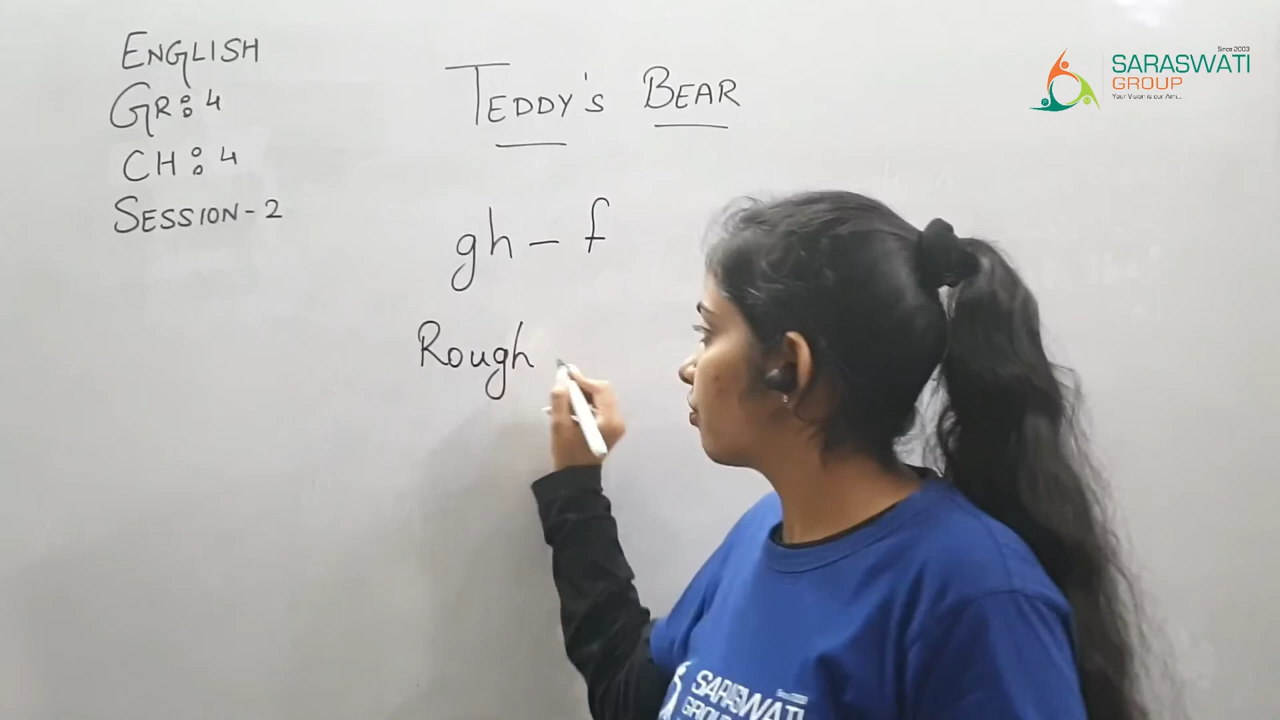 ENGLISH
GR: 4
CH: 4
SESSION-2
TEDDY'S BEAR
gh - f
Rough
Since 2003
SARASWATI
GROUP
Your Vision is our Aim...
SARASWATI
GROUP